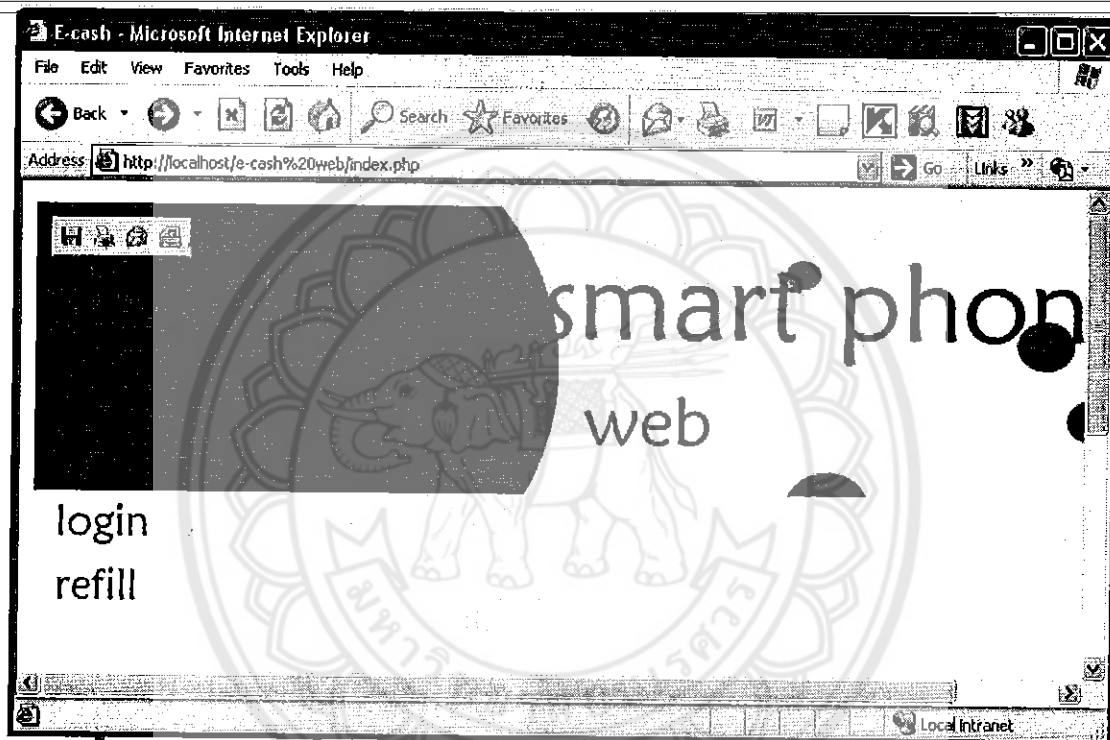 E-cash - Microsoft Internet Explorer
File Edit View Favorites Tools Help
Back Search Favorites
Address http://localhost/e-cash%20web/index.php Go Links »
smart phon
web
login
refill
Local intranet